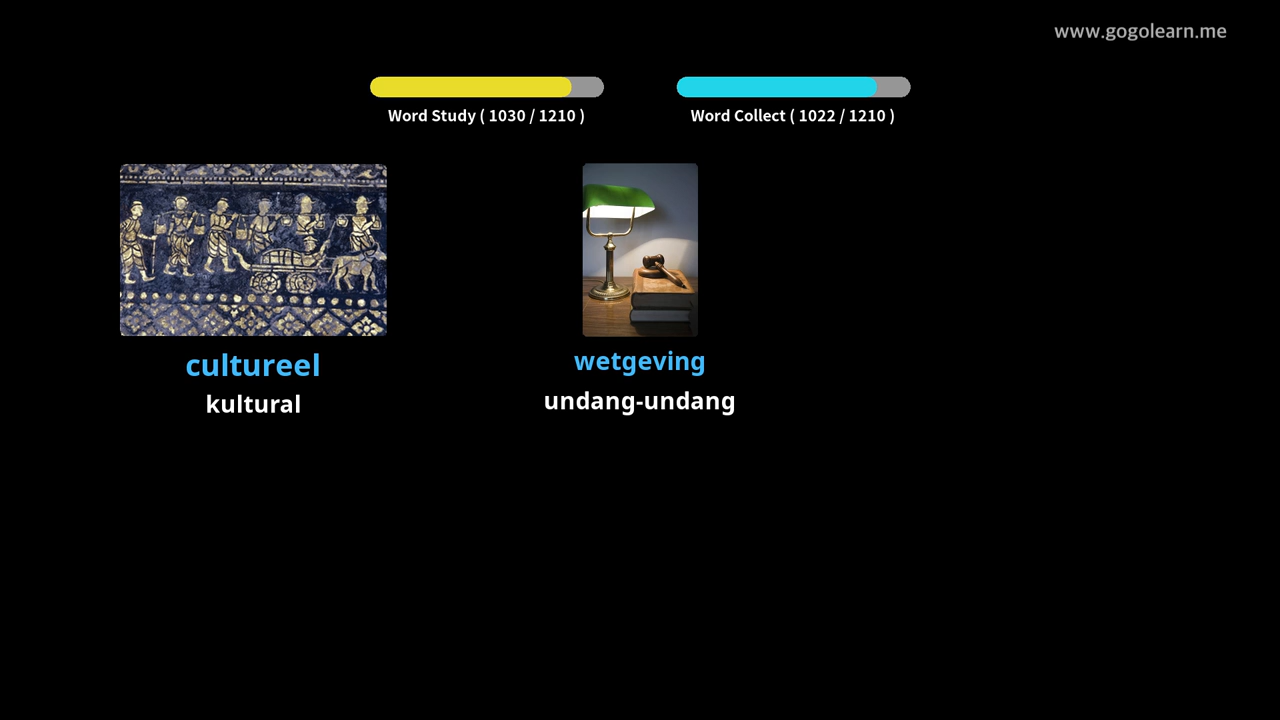 www.gogolearn.me
Word Study ( 1030 / 1210 )
Word Collect ( 1022 / 1210 )
cultureel
kultural
wetgeving
undang-undang